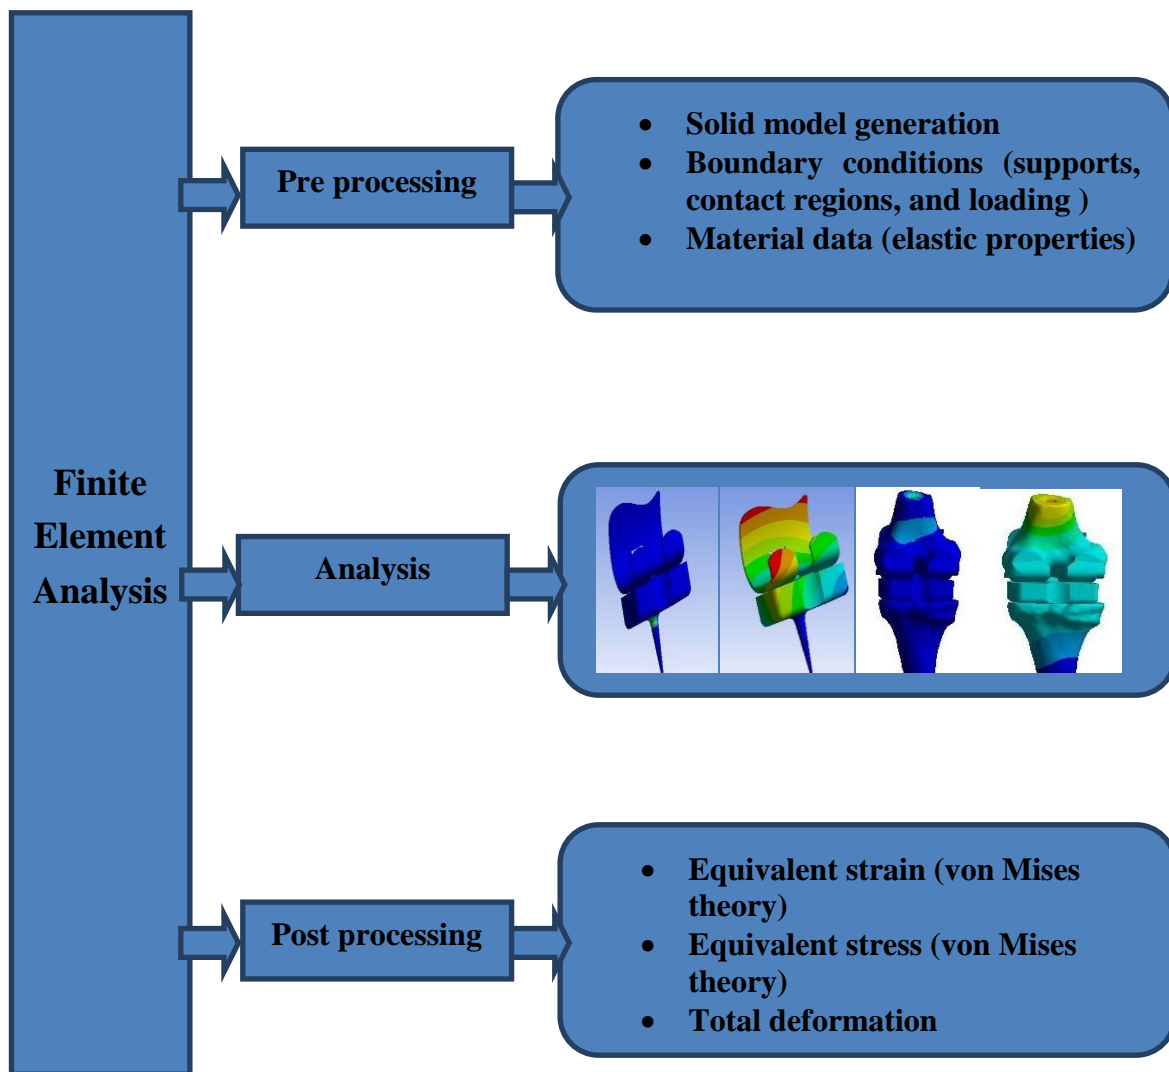 Finite
Element
Analysis
Pre processing
• Solid model generation
• Boundary conditions (supports,
contact regions, and loading )
• Material data (elastic properties)
Analysis
Post processing
• Equivalent strain (von Mises
theory)
• Equivalent stress (von Mises
theory)
• Total deformation